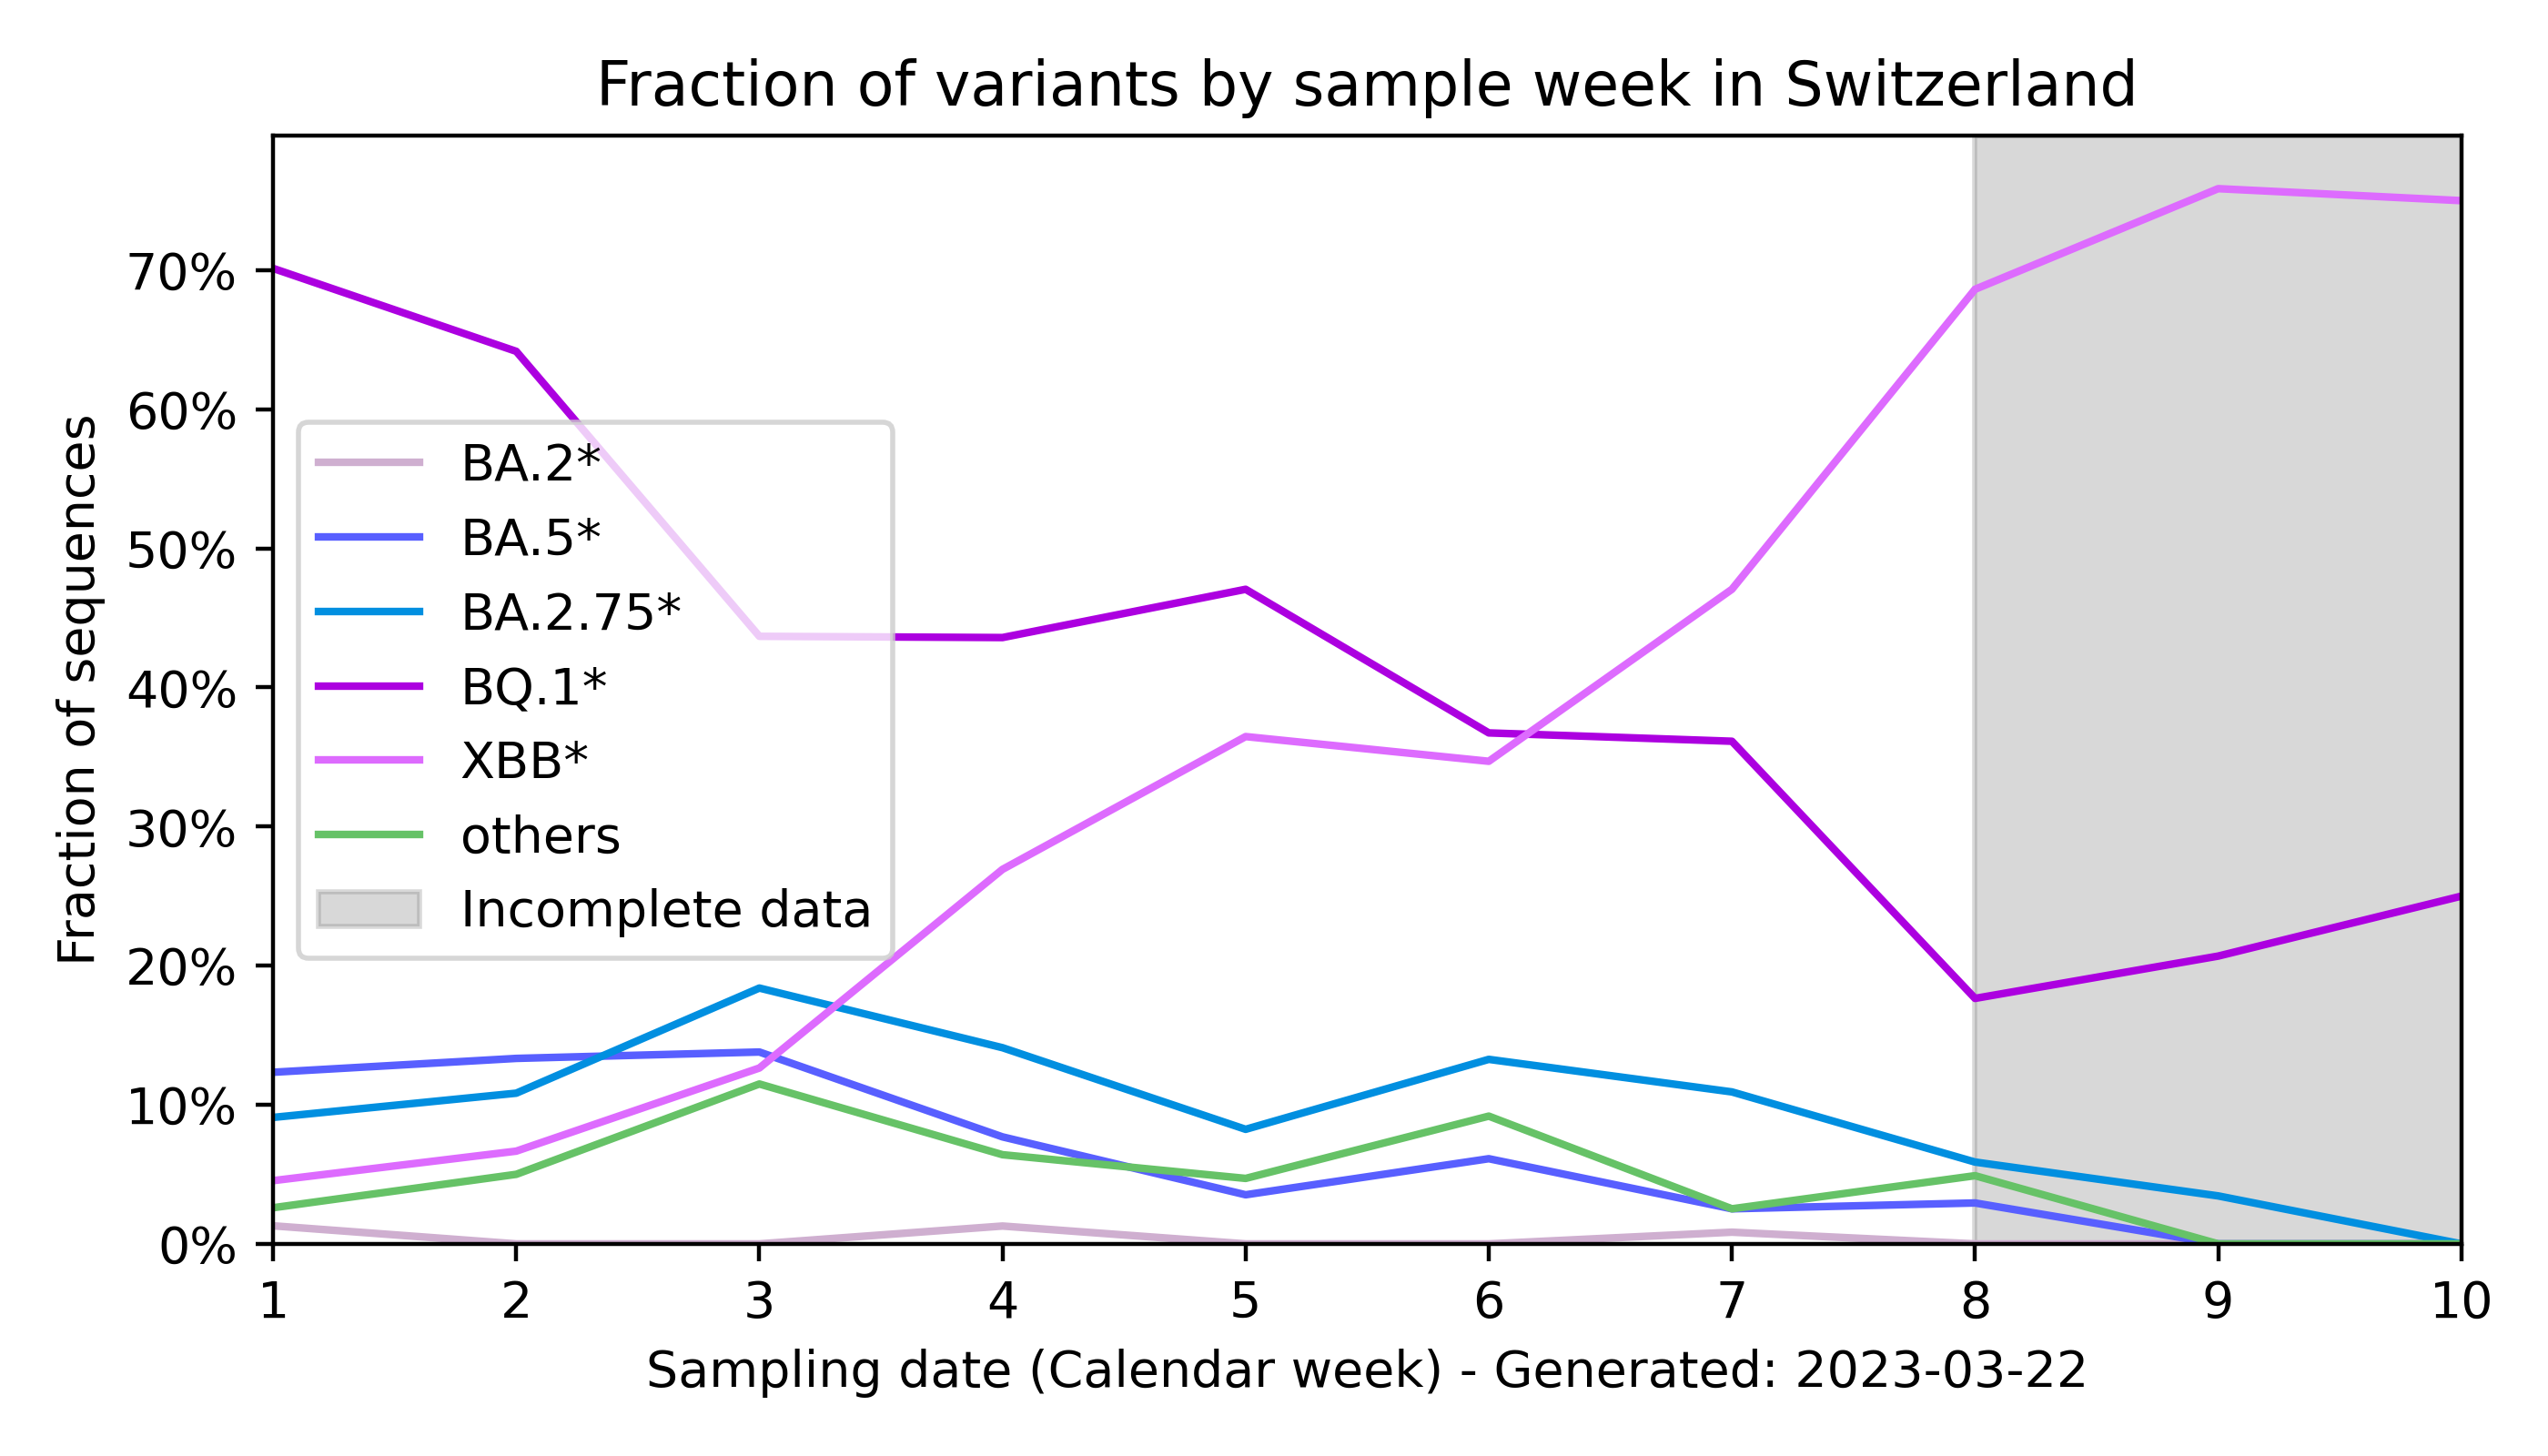 Fraction of variants by sample week in Switzerland
Fraction of sequences
70%
60%
50%
40%
30%
20%
10%
0%
BA.2*
BA.5*
BA.2.75*
BQ.1*
XBB*
others
Incomplete data
1 2 3 4 5 6 7 8 9 10
Sampling date (Calendar week) - Generated: 2023-03-22